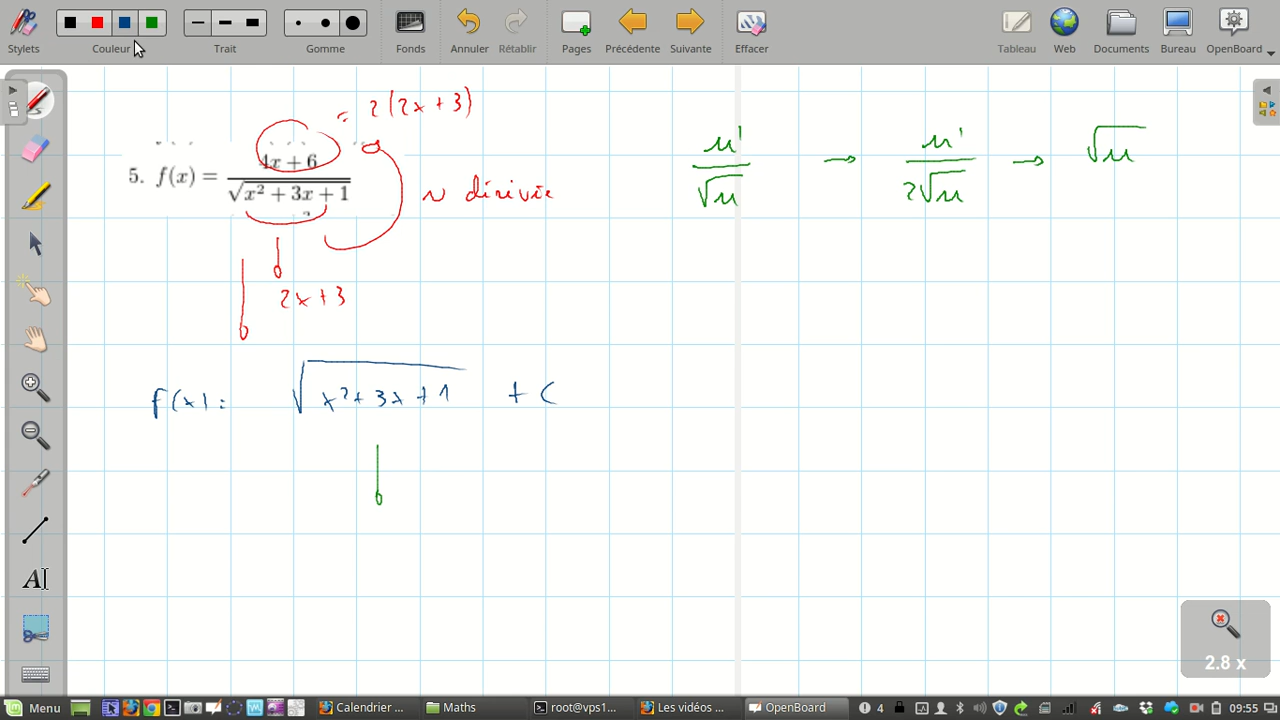 Stylets Couleur Trait Gomme Fonds Annuler Rétablir Pages Précédente Suivante Effacer Tableau Web Documents Bureau OpenBoard
= 2(2x + 3)
5. f(x) = (4x + 6)/√(x² + 3x + 1)
~ dérivée
u'/√u → u'/2√u → √u
2x + 3
f(x) = √(x² + 3x + 1) + C
2.8 x
Menu Calendrier ... Maths root@vps1... Les vidéos ... OpenBoard 4 09:55